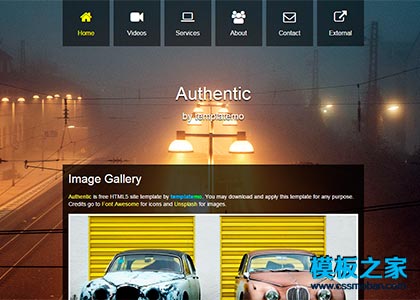 Home Videos Services About Contact External
Authentic
by templatemo
Image Gallery
Authentic is free HTML5 site template by templatemo. You may download and apply this template for any purpose.
Credits go to Font Awesome for icons and Unsplash for images.
模板之家
www.cssmoban.com